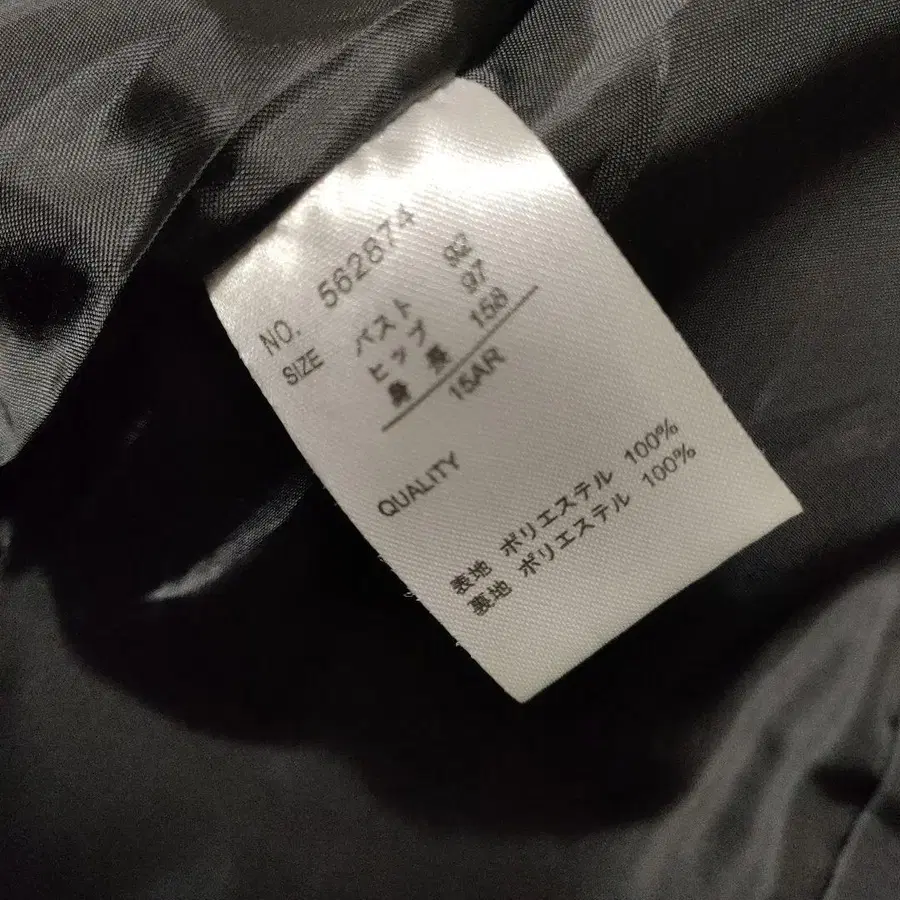 NO. 562874
SIZE バスト 92
ヒップ 97
身長 158
15AR
QUALITY
表地 ポリエステル 100%
裏地 ポリエステル 100%